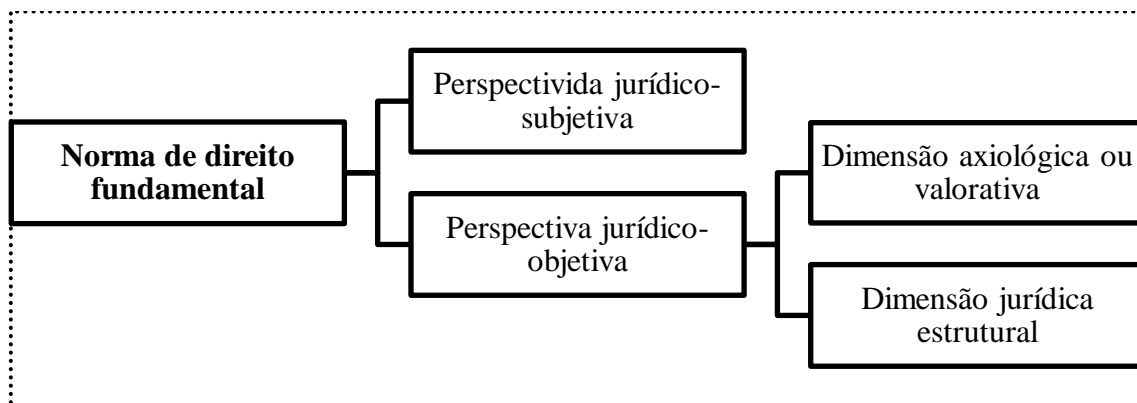 Perspectivida jurídico-
subjetiva
Norma de direito
fundamental
Dimensão axiológica ou
valorativa
Perspectiva jurídico-
objetiva
Dimensão jurídica
estrutural